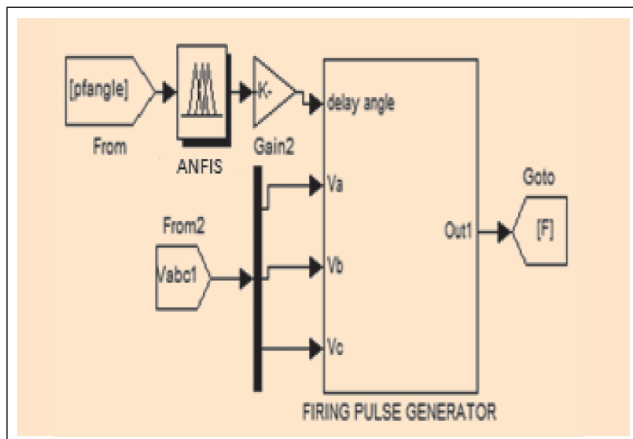 [pfangle]
From
ANFIS
-K-
Gain2
delay angle
From2
Vabc1
Va
Vb
Vc
Out1
Goto
[F]
FIRING PULSE GENERATOR